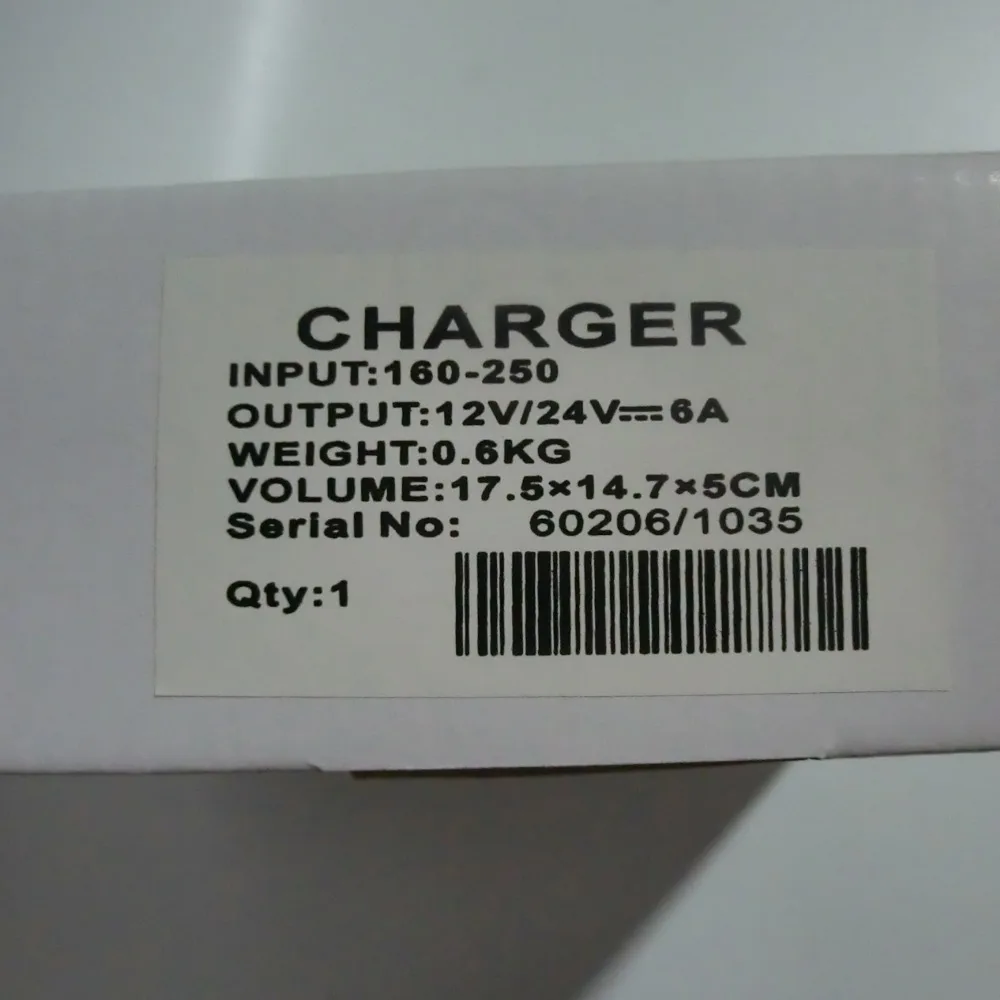 CHARGER
INPUT:160-250
OUTPUT:12V/24V⎓6A
WEIGHT:0.6KG
VOLUME:17.5×14.7×5CM
Serial No: 60206/1035
Qty:1